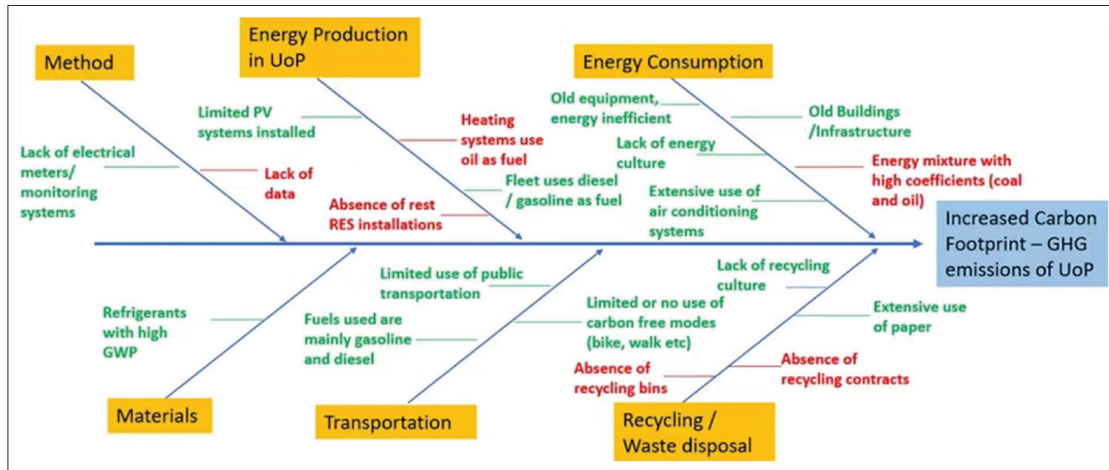 Method
Energy Production
in UoP
Energy Consumption
Lack of electrical
meters/
monitoring
systems
Lack of
data
Limited PV
systems installed
Heating
systems use
oil as fuel
Fleet uses diesel
/ gasoline as fuel
Absence of rest
RES installations
Old equipment,
energy inefficient
Old Buildings
/Infrastructure
Lack of energy
culture
Energy mixture with
high coefficients (coal
and oil)
Extensive use of
air conditioning
systems
Increased Carbon
Footprint – GHG
emissions of UoP
Refrigerants
with high
GWP
Limited use of public
transportation
Fuels used are
mainly gasoline
and diesel
Limited or no use of
carbon free modes
(bike, walk etc)
Lack of recycling
culture
Extensive use
of paper
Absence of
recycling bins
Absence of
recycling contracts
Materials
Transportation
Recycling /
Waste disposal